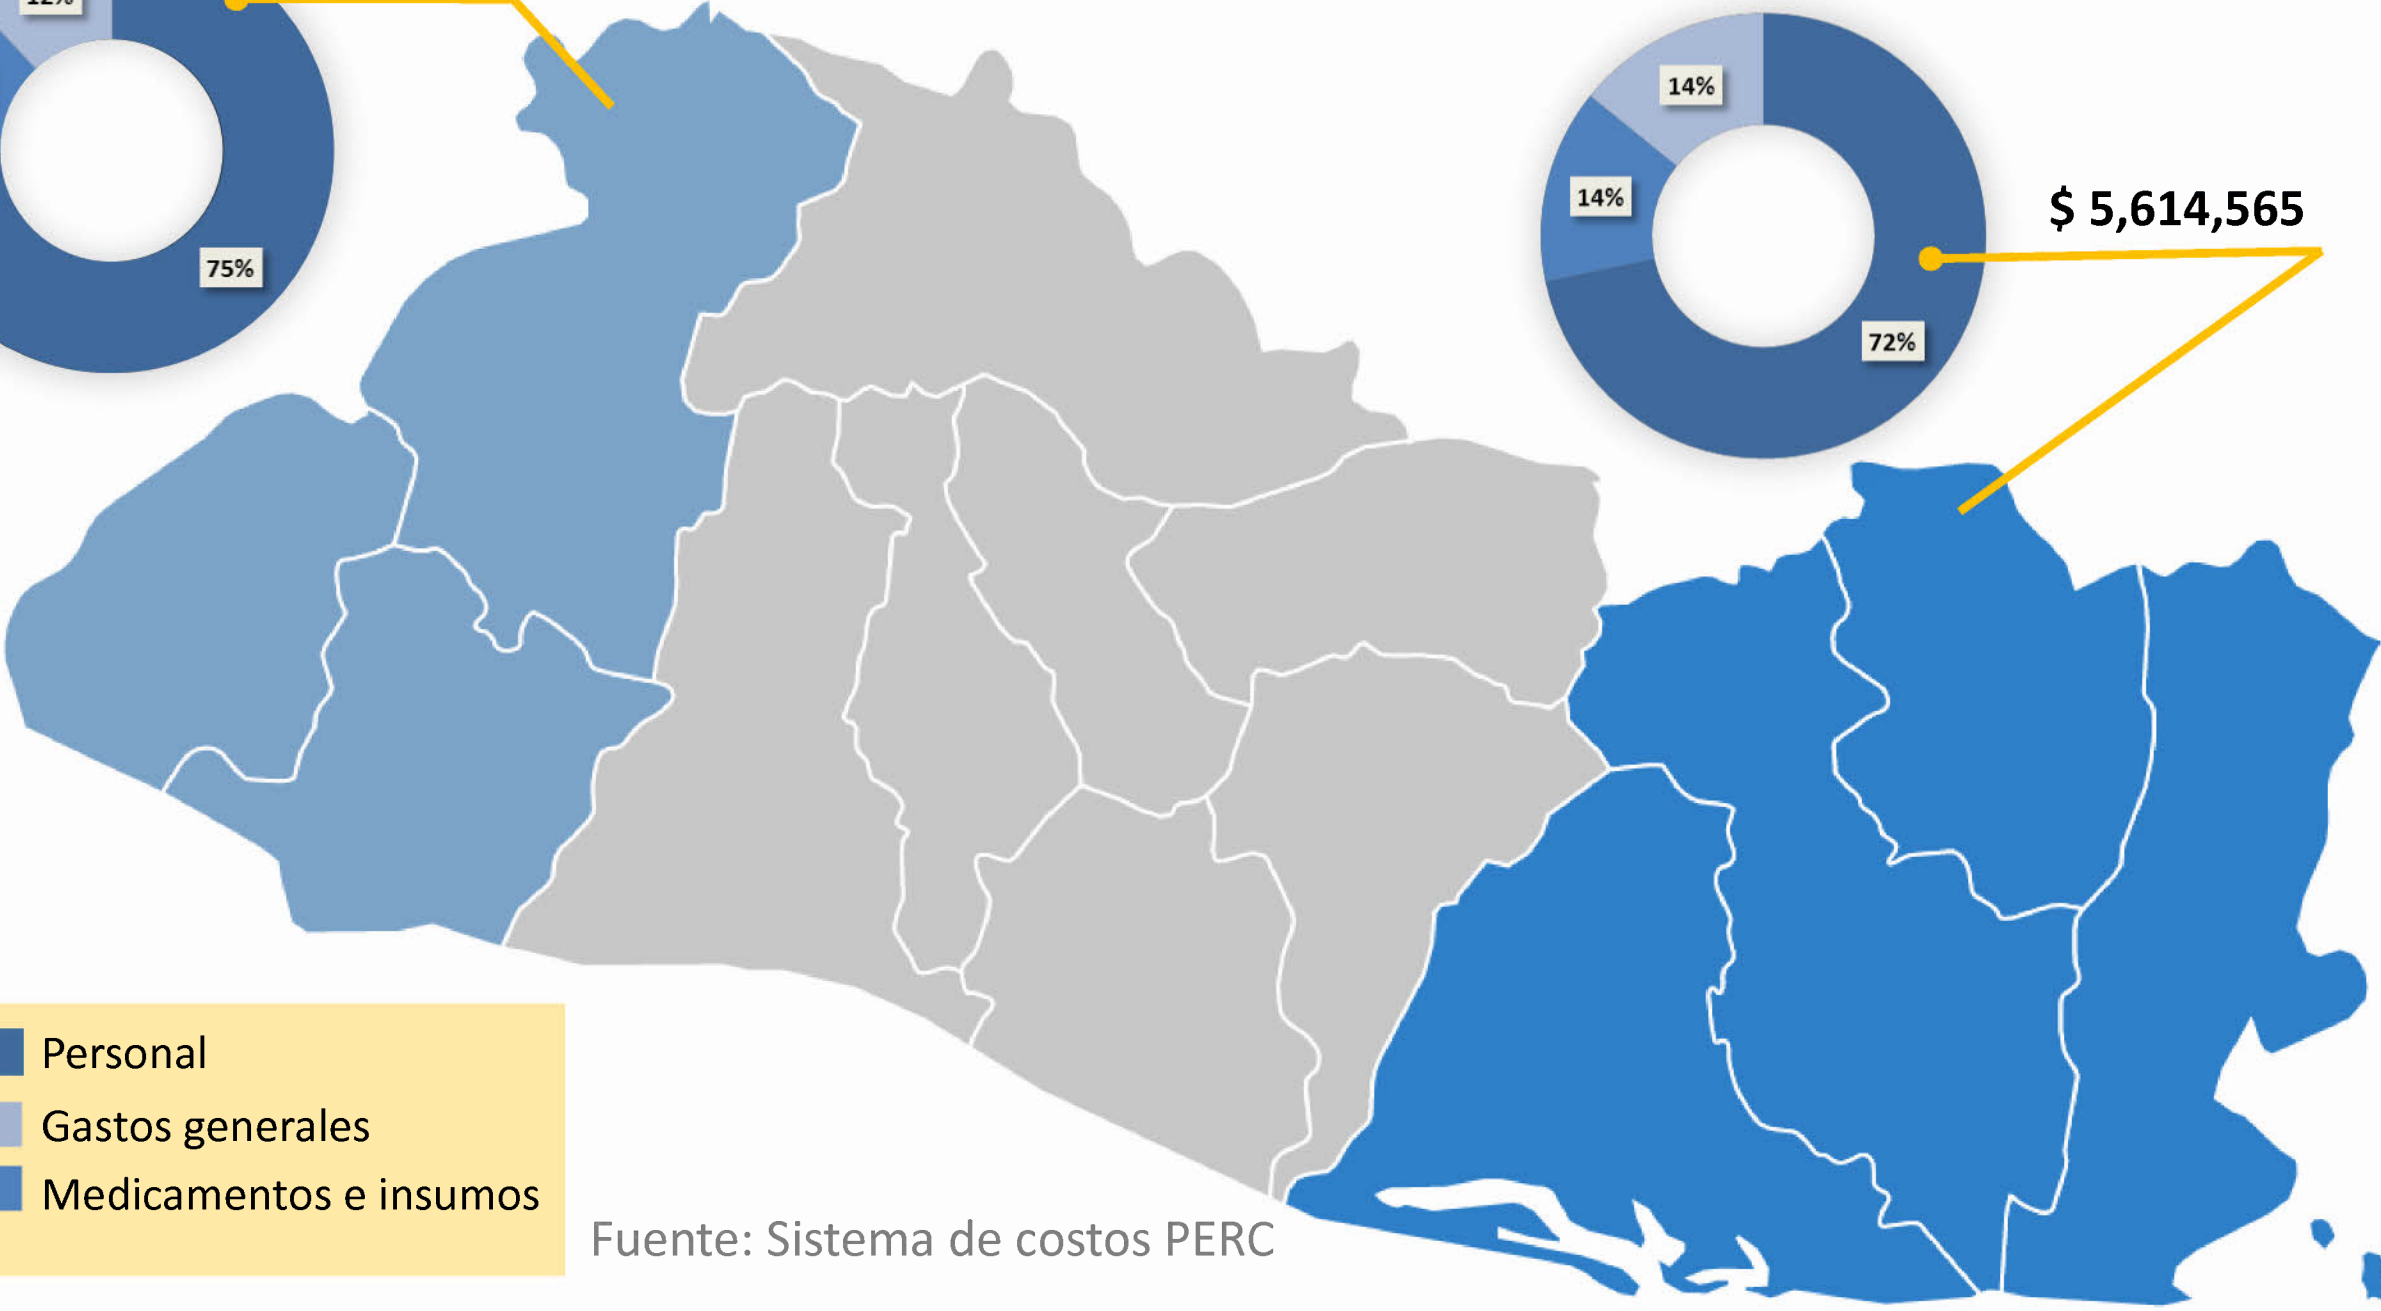 14%
14%
$ 5,614,565
75%
72%
Personal
Gastos generales
Medicamentos e insumos
Fuente: Sistema de costos PERC